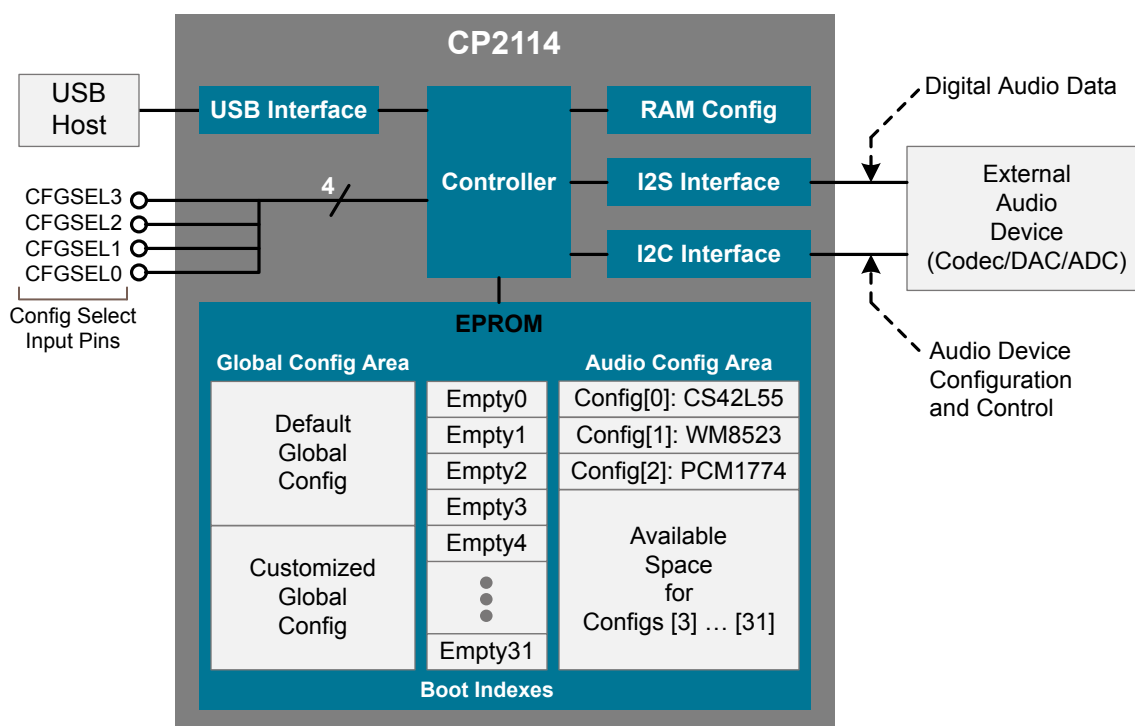 CP2114
USB
Host
USB Interface
Controller
RAM Config
I2S Interface
I2C Interface
Digital Audio Data
External
Audio
Device
(Codec/DAC/ADC)
Audio Device
Configuration
and Control
4
CFGSEL3
CFGSEL2
CFGSEL1
CFGSEL0
Config Select
Input Pins
EPROM
Global Config Area
Default
Global
Config
Customized
Global
Config
Empty0
Empty1
Empty2
Empty3
Empty4
Empty31
Boot Indexes
Audio Config Area
Config[0]: CS42L55
Config[1]: WM8523
Config[2]: PCM1774
Available
Space
for
Configs [3] … [31]